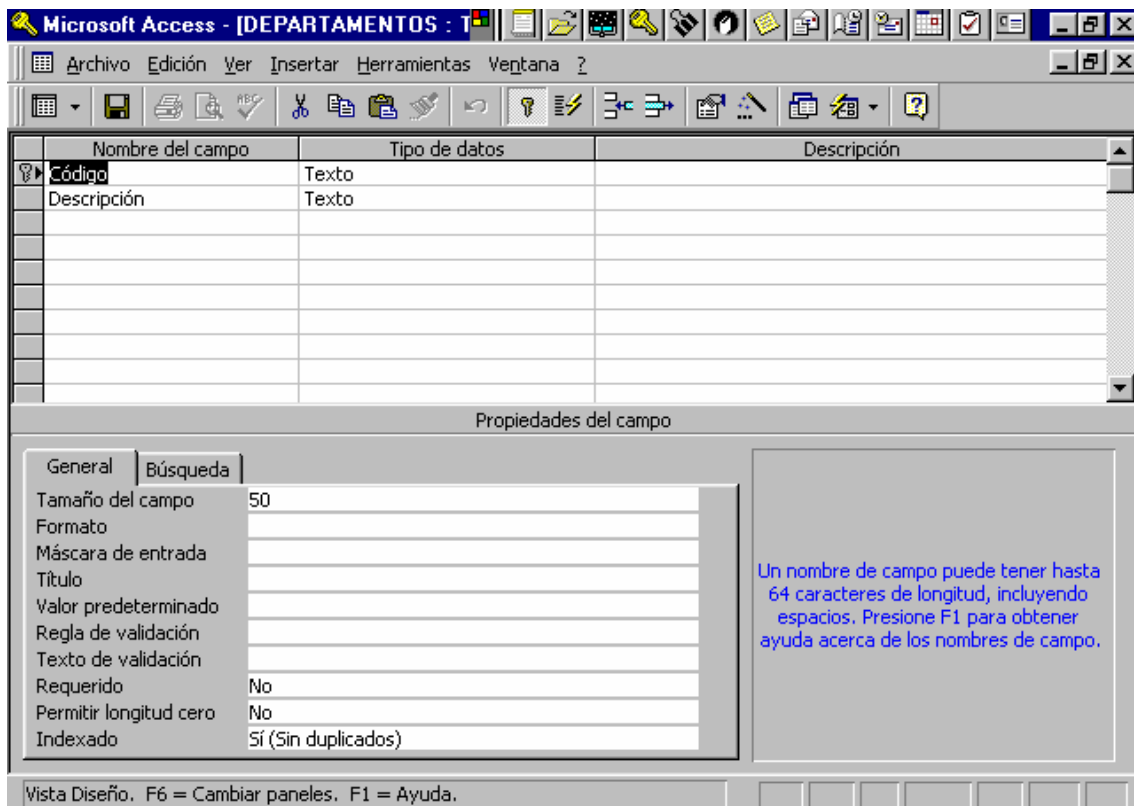 Microsoft Access - [DEPARTAMENTOS : T
Archivo Edición Ver Insertar Herramientas Ventana ?
Nombre del campo Tipo de datos Descripción
Código Texto
Descripción Texto
Propiedades del campo
General Búsqueda
Tamaño del campo 50
Formato
Máscara de entrada
Título
Valor predeterminado
Regla de validación
Texto de validación
Requerido No
Permitir longitud cero No
Indexado Sí (Sin duplicados)
Un nombre de campo puede tener hasta
64 caracteres de longitud, incluyendo
espacios. Presione F1 para obtener
ayuda acerca de los nombres de campo.
Vista Diseño. F6 = Cambiar paneles. F1 = Ayuda.